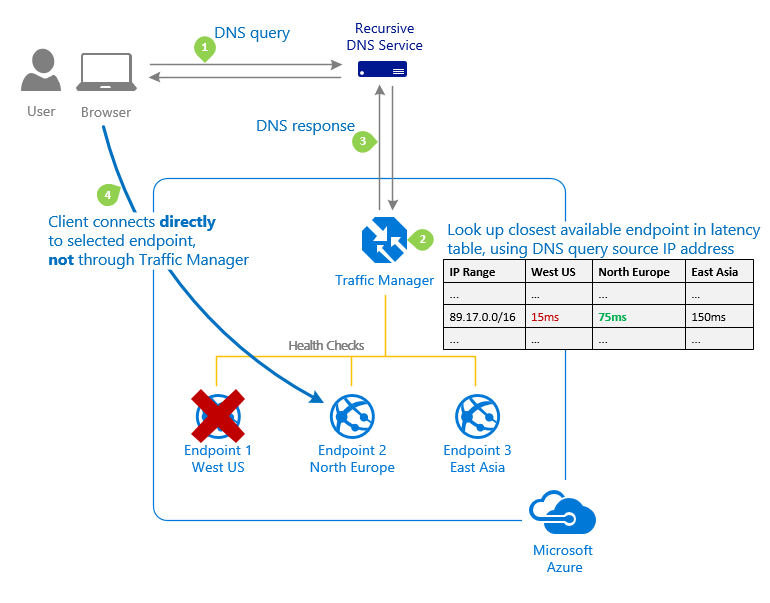 1
DNS query
Recursive
DNS Service
User
Browser
DNS response
3
4
Client connects directly
to selected endpoint,
not through Traffic Manager
2
Look up closest available endpoint in latency
table, using DNS query source IP address
Traffic Manager
IP Range West US North Europe East Asia
... ... ... ...
89.17.0.0/16 15ms 75ms 150ms
... ... ... ...
Health Checks
Endpoint 1
West US
Endpoint 2
North Europe
Endpoint 3
East Asia
Microsoft
Azure